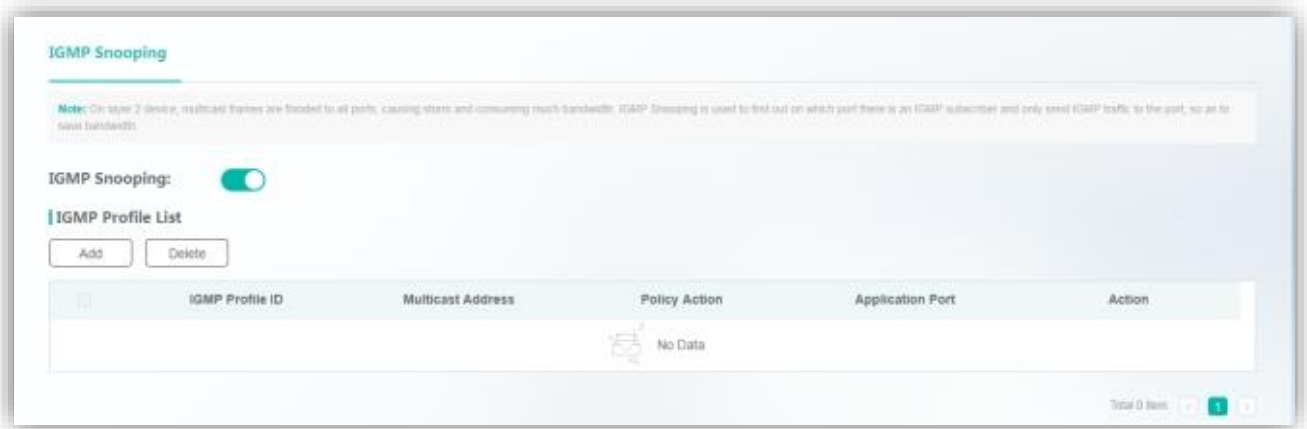 IGMP Snooping
Note: On layer 2 device, multicast frames are flooded to all ports, causing storm and consuming much bandwidth. IGMP Snooping is used to find out on which port there is an IGMP subscriber and only send IGMP traffic to the port, so as to
save bandwidth.
IGMP Snooping:
IGMP Profile List
Add Delete
IGMP Profile ID Multicast Address Policy Action Application Port Action
No Data
Total 0 item < 1 >